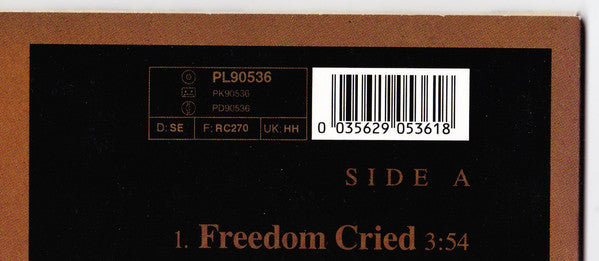 PL90536
PK90536
PD90536
D: SE F: RC270 UK: HH
0 035629 053618
SIDE A
1. Freedom Cried 3:54